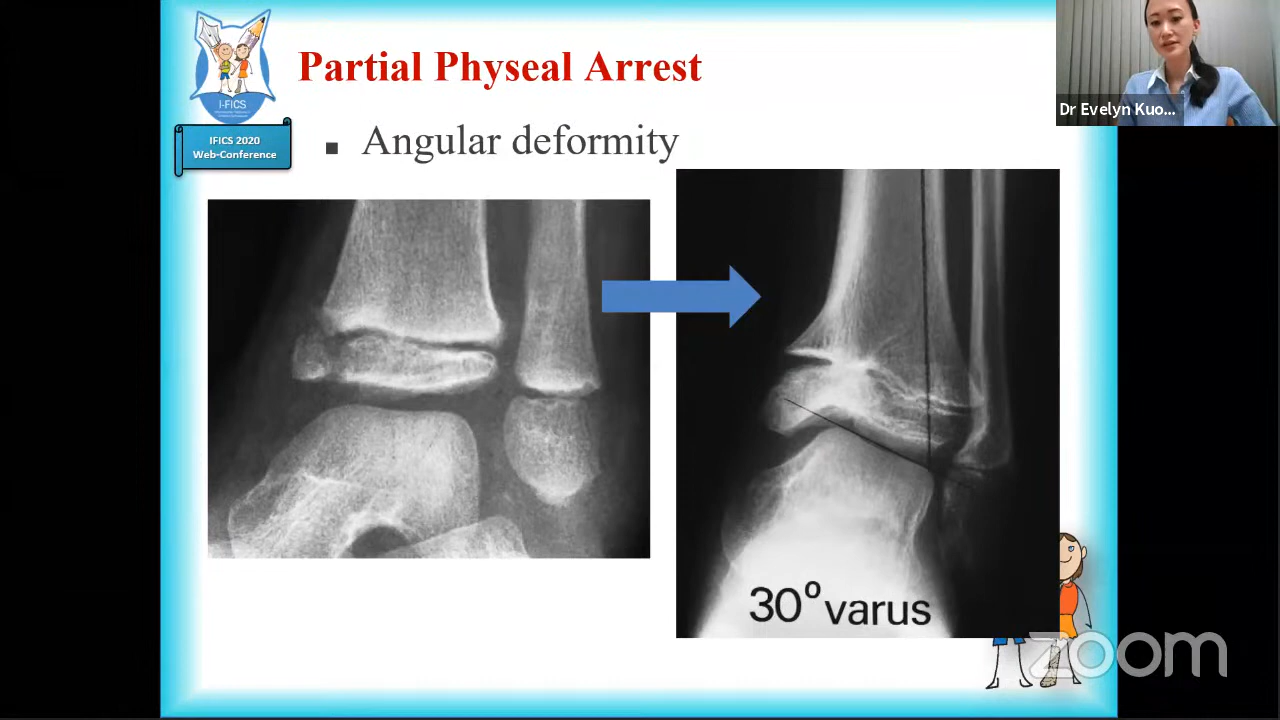 Partial Physeal Arrest
Dr Evelyn Kuo...
I-FICS
IFICS 2020
Web-Conference
▪ Angular deformity
30° varus
zoom